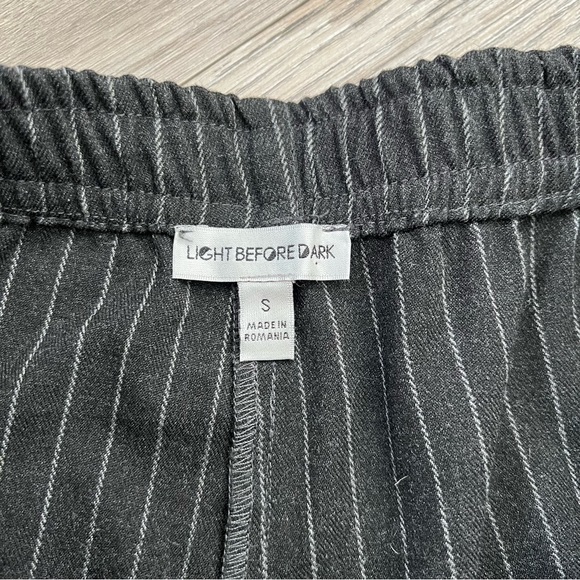 LIGHT BEFORE DARK
S
MADE IN
ROMANIA